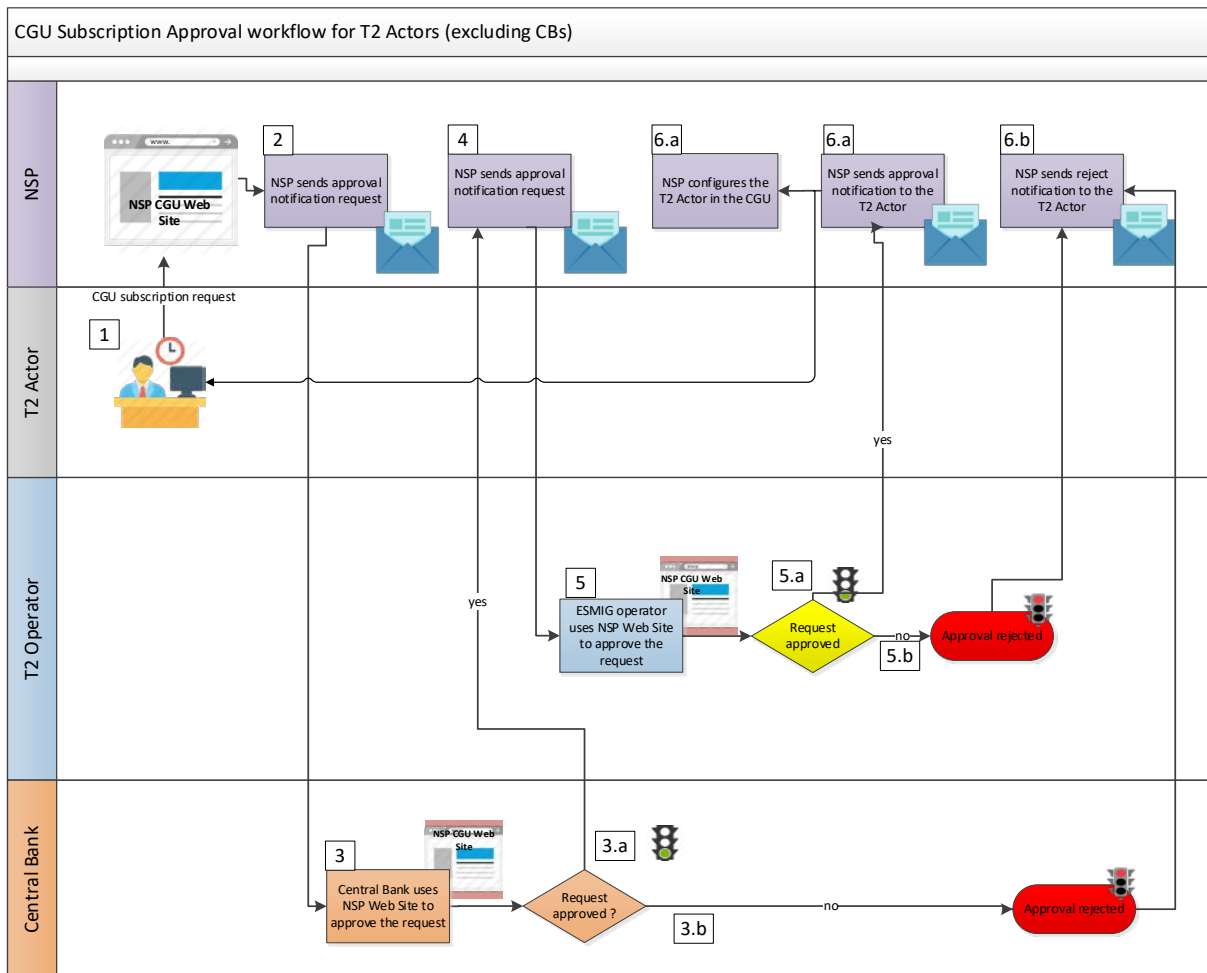 CGU Subscription Approval workflow for T2 Actors (excluding CBs)
NSP
www.
NSP CGU Web
Site
2
NSP sends approval
notification request
4
NSP sends approval
notification request
6.a
NSP configures the
T2 Actor in the CGU
6.a
NSP sends approval
notification to the
T2 Actor
6.b
NSP sends reject
notification to the
T2 Actor
T2 Actor
CGU subscription request
1
yes
T2 Operator
yes
5
ESMIG operator
uses NSP Web Site
to approve the
request
NSP CGU Web
Site
5.a
Request
approved
no
5.b
Approval rejected
Central Bank
3
Central Bank uses
NSP Web Site to
approve the request
NSP CGU Web
Site
3.a
Request
approved ?
3.b
no
Approval rejected